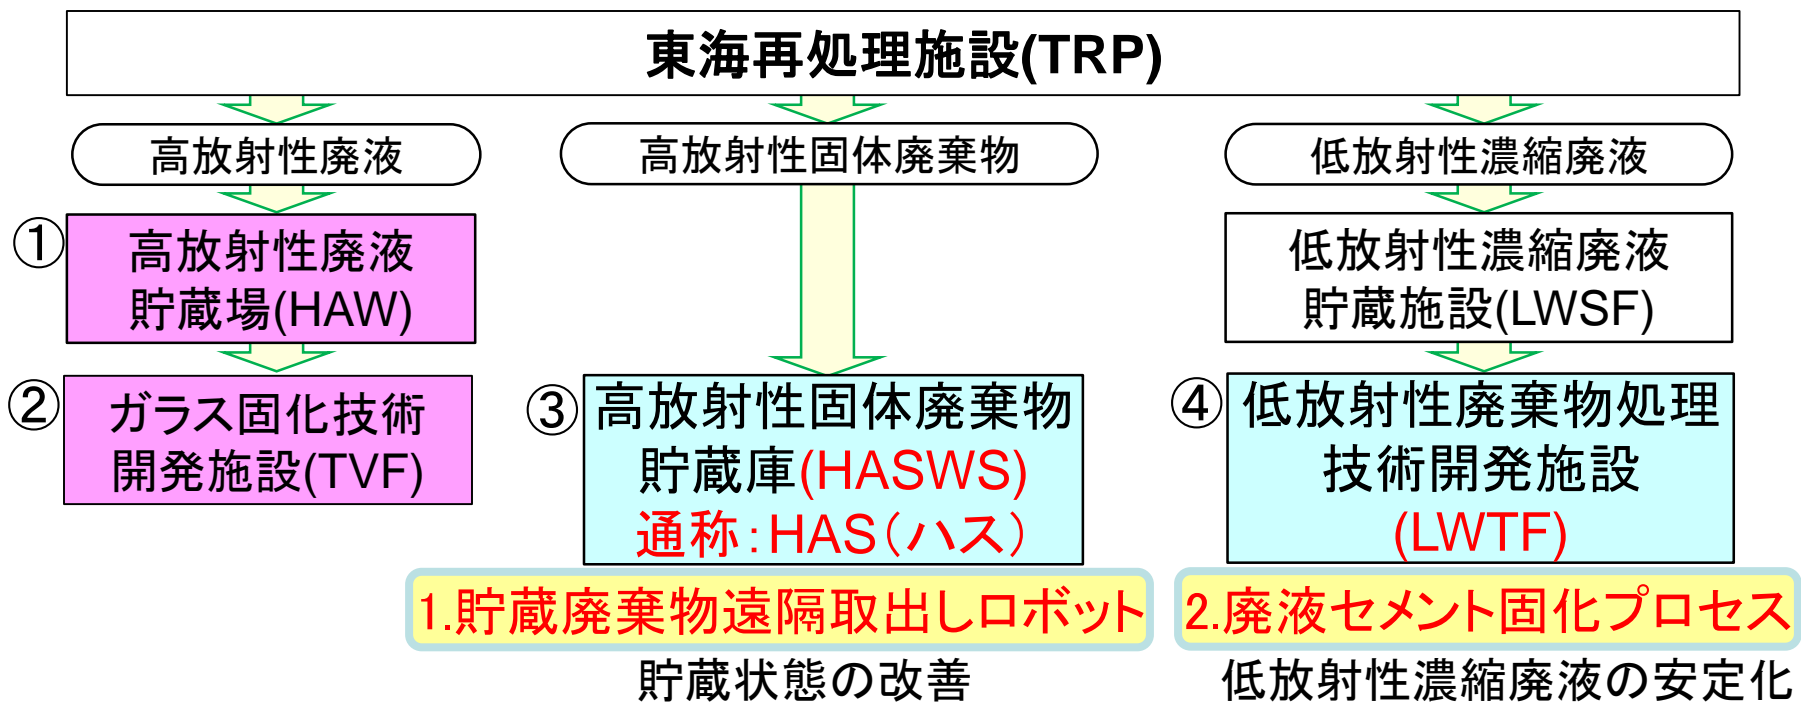 東海再処理施設(TRP)
高放射性廃液
高放射性固体廃棄物
低放射性濃縮廃液
①
高放射性廃液
貯蔵場(HAW)
低放射性濃縮廃液
貯蔵施設(LWSF)
②
ガラス固化技術
開発施設(TVF)
③
高放射性固体廃棄物
貯蔵庫(HASWS)
通称：HAS（ハス）
④
低放射性廃棄物処理
技術開発施設
(LWTF)
1.貯蔵廃棄物遠隔取出しロボット
貯蔵状態の改善
2.廃液セメント固化プロセス
低放射性濃縮廃液の安定化